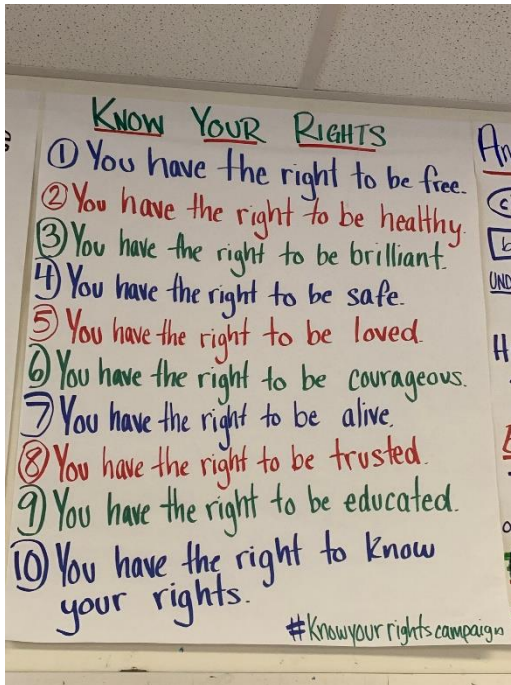 KNOW YOUR RIGHTS
① You have the right to be free.
② You have the right to be healthy.
③ You have the right to be brilliant.
④ You have the right to be safe.
⑤ You have the right to be loved.
⑥ You have the right to be courageous.
⑦ You have the right to be alive.
⑧ You have the right to be trusted.
⑨ You have the right to be educated.
⑩ You have the right to know
your rights.
#Knowyourrightscampaign